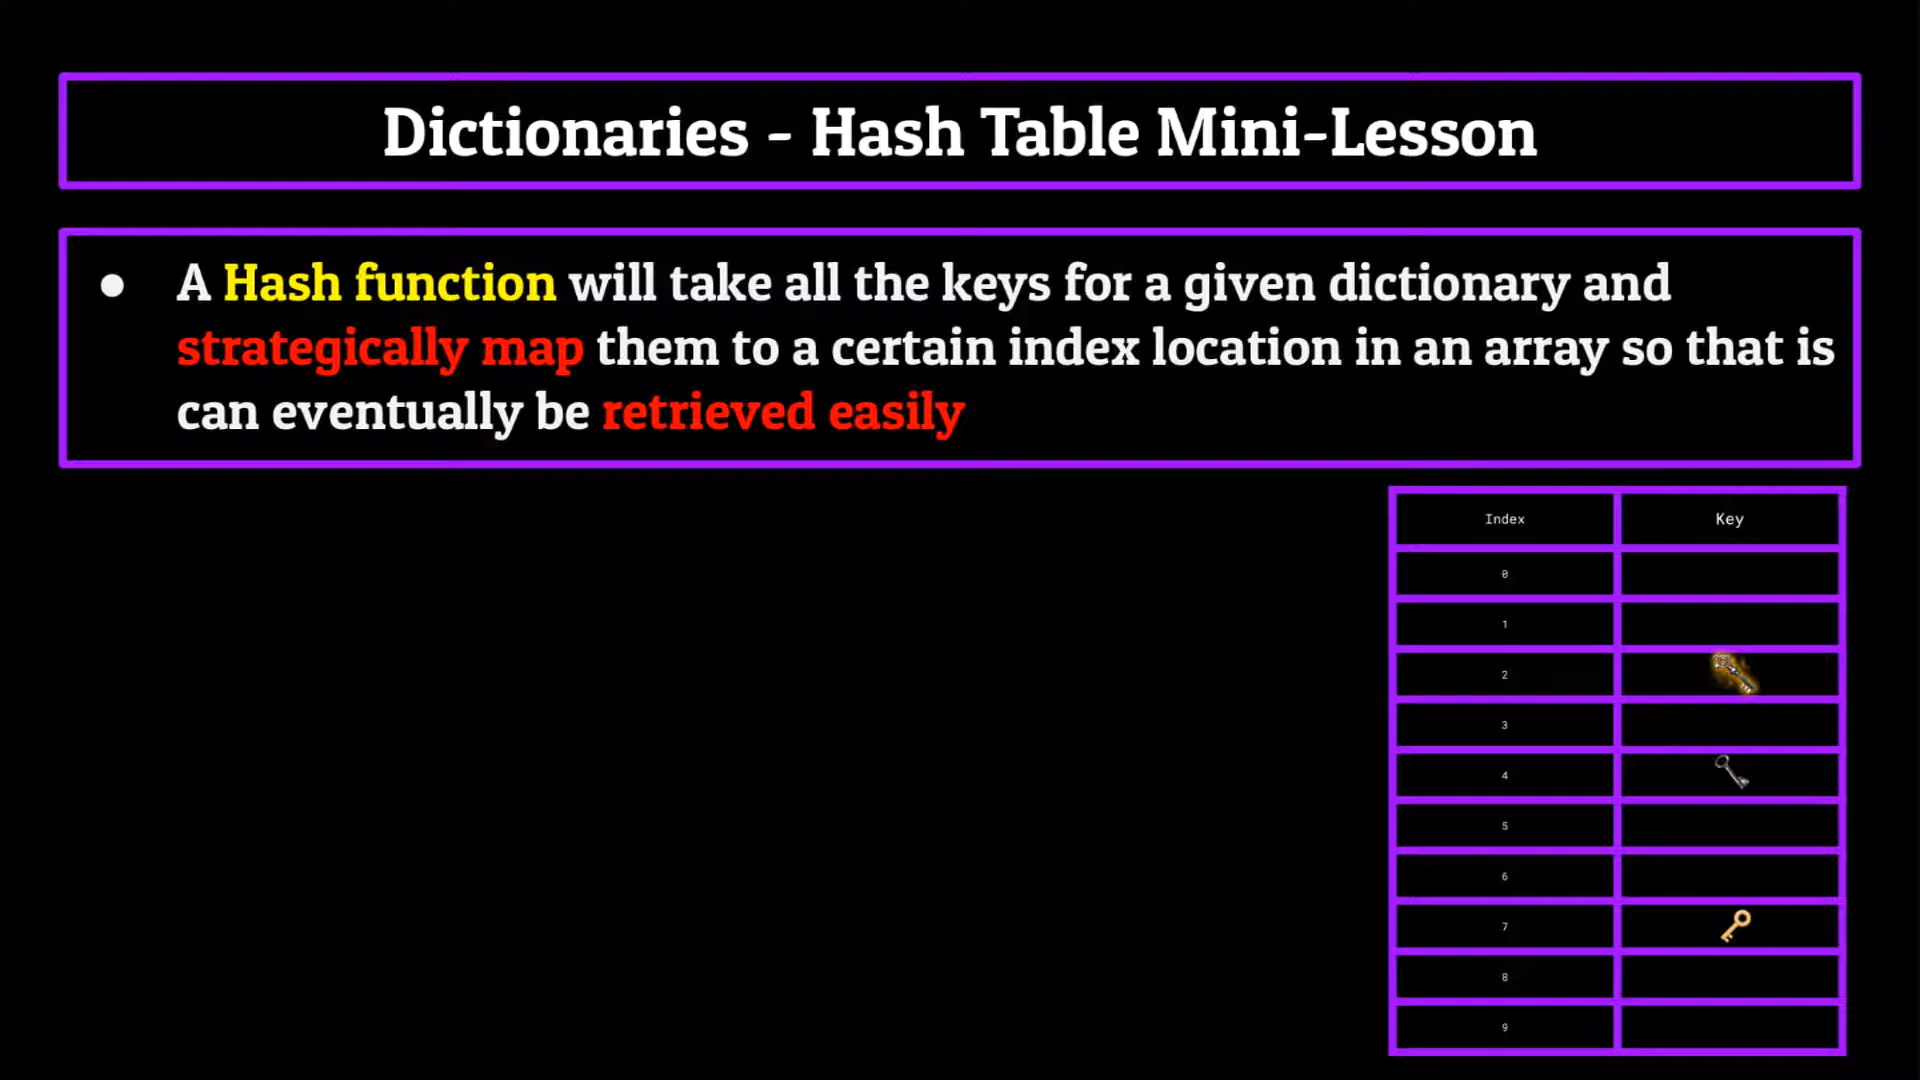 Dictionaries - Hash Table Mini-Lesson
● A Hash function will take all the keys for a given dictionary and
strategically map them to a certain index location in an array so that is
can eventually be retrieved easily
Index Key
0
1
2
3
4
5
6
7
8
9